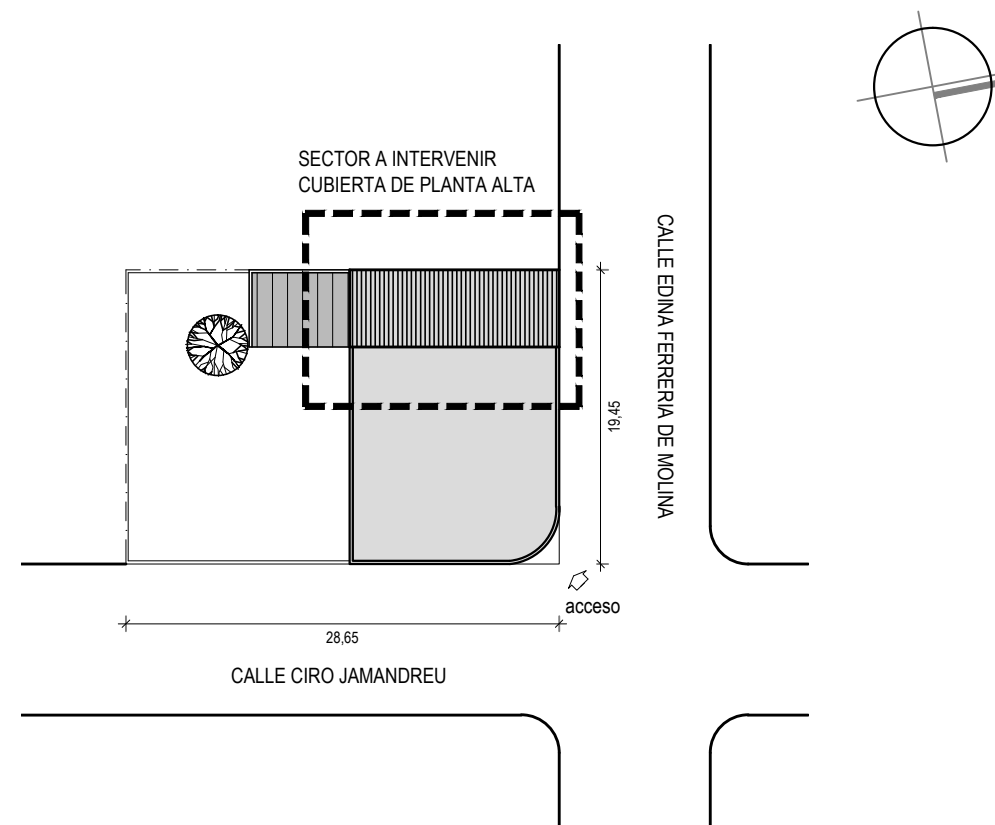 SECTOR A INTERVENIR
CUBIERTA DE PLANTA ALTA
CALLE EDINA FERRERIA DE MOLINA
19,45
acceso
28,65
CALLE CIRO JAMANDREU